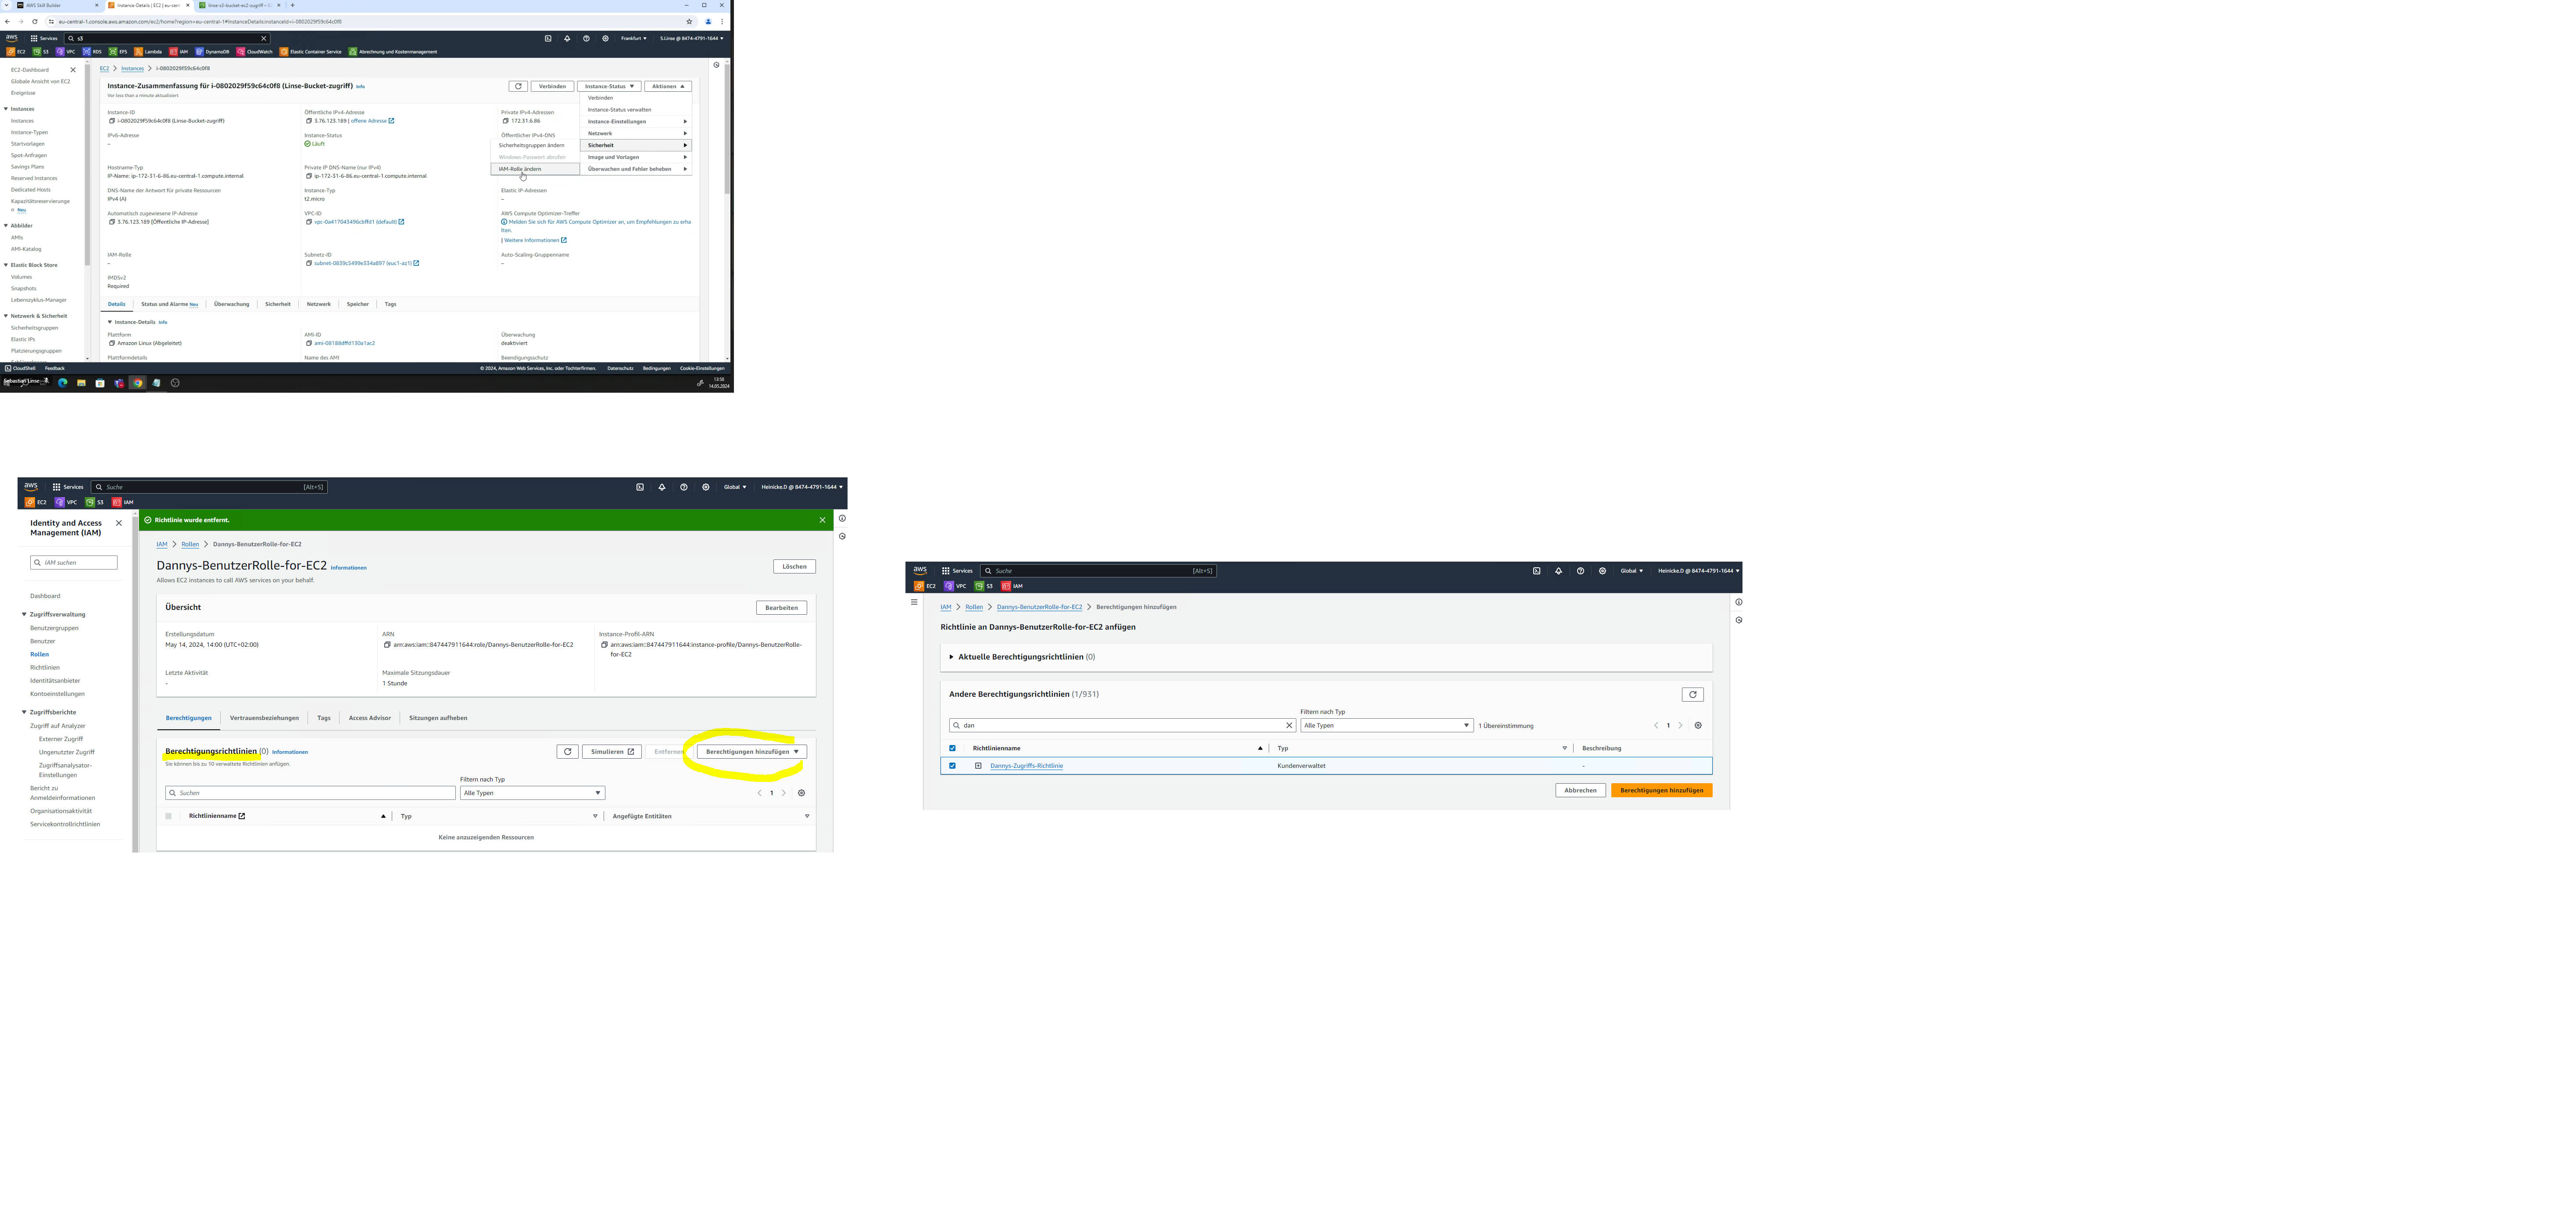 AWS Skill Builder
Instance-Details | EC2 | eu-cent
linse-s3-bucket-ec2-zugriff – S
eu-central-1.console.aws.amazon.com/ec2/home?region=eu-central-1#InstanceDetails:instanceId=i-0802029f59c64c0f8
aws Services s3 Frankfurt S.Linse @ 8474-4791-1644
EC2 S3 VPC RDS EFS Lambda IAM DynamoDB CloudWatch Elastic Container Service Abrechnung und Kostenmanagement
EC2-Dashboard
Globale Ansicht von EC2
Ereignisse
Instances
Instances
Instance-Typen
Startvorlagen
Spot-Anfragen
Savings Plans
Reserved Instances
Dedicated Hosts
Kapazitätsreservierunge
n Neu
Abbilder
AMIs
AMI-Katalog
Elastic Block Store
Volumes
Snapshots
Lebenszyklus-Manager
Netzwerk & Sicherheit
Sicherheitsgruppen
Elastic IPs
Platzierungsgruppen
EC2 Instances i-0802029f59c64c0f8
Instance-Zusammenfassung für i-0802029f59c64c0f8 (Linse-Bucket-zugriff) Info
Vor less than a minute aktualisiert
Verbinden Instance-Status Aktionen
Verbinden
Instance-Status verwalten
Instance-Einstellungen
Netzwerk
Sicherheit
Image und Vorlagen
Überwachen und Fehler beheben
Sicherheitsgruppen ändern
Windows-Passwort abrufen
IAM-Rolle ändern
Instance-ID
i-0802029f59c64c0f8 (Linse-Bucket-zugriff)
Öffentliche IPv4-Adresse
3.76.123.189 | offene Adresse
Private IPv4-Adressen
172.31.6.86
IPv6-Adresse
–
Instance-Status
Läuft
Öffentlicher IPv4-DNS
Hostname-Typ
IP-Name: ip-172-31-6-86.eu-central-1.compute.internal
Private IP DNS-Name (nur IPv4)
ip-172-31-6-86.eu-central-1.compute.internal
DNS-Name der Antwort für private Ressourcen
IPv4 (A)
Instance-Typ
t2.micro
Elastic IP-Adressen
–
Automatisch zugewiesene IP-Adresse
3.76.123.189 [Öffentliche IP-Adresse]
VPC-ID
vpc-0a417043496cbffd1 (default)
AWS Compute Optimizer-Treffer
Melden Sie sich für AWS Compute Optimizer an, um Empfehlungen zu erha
lten.
| Weitere Informationen
IAM-Rolle
–
Subnetz-ID
subnet-0839c5499e334a897 (euc1-az1)
Auto-Scaling-Gruppenname
–
IMDSv2
Required
Details Status und Alarme Neu Überwachung Sicherheit Netzwerk Speicher Tags
Instance-Details Info
Plattform
Amazon Linux (Abgeleitet)
AMI-ID
ami-08188dffd130a1ac2
Überwachung
deaktiviert
Plattformdetails
Name des AMI
Beendigungsschutz
CloudShell Feedback © 2024, Amazon Web Services, Inc. oder Tochterfirmen. Datenschutz Bedingungen Cookie-Einstellungen
Sebastian Linse
13:58
14.05.2024
aws Services Suche [Alt+S] Global Heinicke.D @ 8474-4791-1644
EC2 VPC S3 IAM
Identity and Access
Management (IAM)
IAM suchen
Dashboard
Zugriffsverwaltung
Benutzergruppen
Benutzer
Rollen
Richtlinien
Identitätsanbieter
Kontoeinstellungen
Zugriffsberichte
Zugriff auf Analyzer
Externer Zugriff
Ungenutzter Zugriff
Zugriffsanalysator-
Einstellungen
Bericht zu
Anmeldeinformationen
Organisationsaktivität
Servicekontrollrichtlinien
Richtlinie wurde entfernt.
IAM Rollen Dannys-BenutzerRolle-for-EC2
Dannys-BenutzerRolle-for-EC2 Informationen
Löschen
Allows EC2 instances to call AWS services on your behalf.
Übersicht
Bearbeiten
Erstellungsdatum
May 14, 2024, 14:00 (UTC+02:00)
ARN
arn:aws:iam::847447911644:role/Dannys-BenutzerRolle-for-EC2
Instance-Profil-ARN
arn:aws:iam::847447911644:instance-profile/Dannys-BenutzerRolle-
for-EC2
Letzte Aktivität
-
Maximale Sitzungsdauer
1 Stunde
Berechtigungen Vertrauensbeziehungen Tags Access Advisor Sitzungen aufheben
Berechtigungsrichtlinien (0) Informationen
Simulieren Entfernen Berechtigungen hinzufügen
Sie können bis zu 10 verwaltete Richtlinien anfügen.
Filtern nach Typ
Suchen Alle Typen 1
Richtlinienname Typ Angefügte Entitäten
Keine anzuzeigenden Ressourcen
aws Services Suche [Alt+S] Global Heinicke.D @ 8474-4791-1644
EC2 VPC S3 IAM
IAM Rollen Dannys-BenutzerRolle-for-EC2 Berechtigungen hinzufügen
Richtlinie an Dannys-BenutzerRolle-for-EC2 anfügen
Aktuelle Berechtigungsrichtlinien (0)
Andere Berechtigungsrichtlinien (1/931)
Filtern nach Typ
dan Alle Typen 1 Übereinstimmung 1
Richtlinienname Typ Beschreibung
Dannys-Zugriffs-Richtlinie Kundenverwaltet -
Abbrechen Berechtigungen hinzufügen